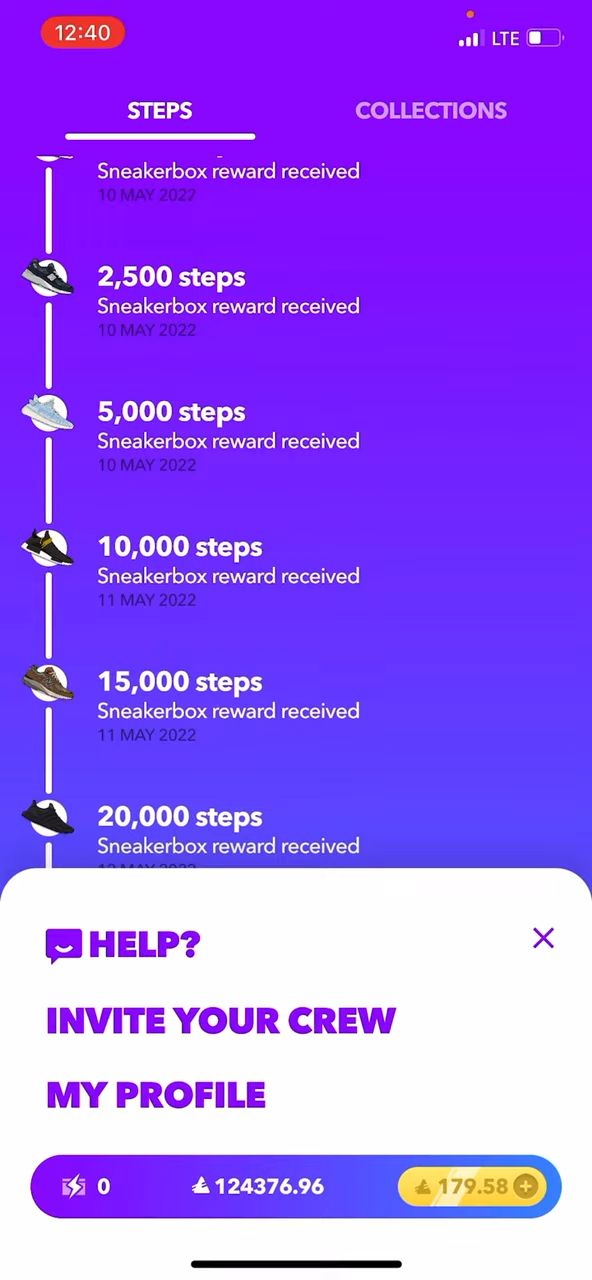 12:40
LTE
STEPS
COLLECTIONS
Sneakerbox reward received
10 MAY 2022
2,500 steps
Sneakerbox reward received
10 MAY 2022
5,000 steps
Sneakerbox reward received
10 MAY 2022
10,000 steps
Sneakerbox reward received
11 MAY 2022
15,000 steps
Sneakerbox reward received
11 MAY 2022
20,000 steps
Sneakerbox reward received
HELP?
INVITE YOUR CREW
MY PROFILE
0
124376.96
179.58